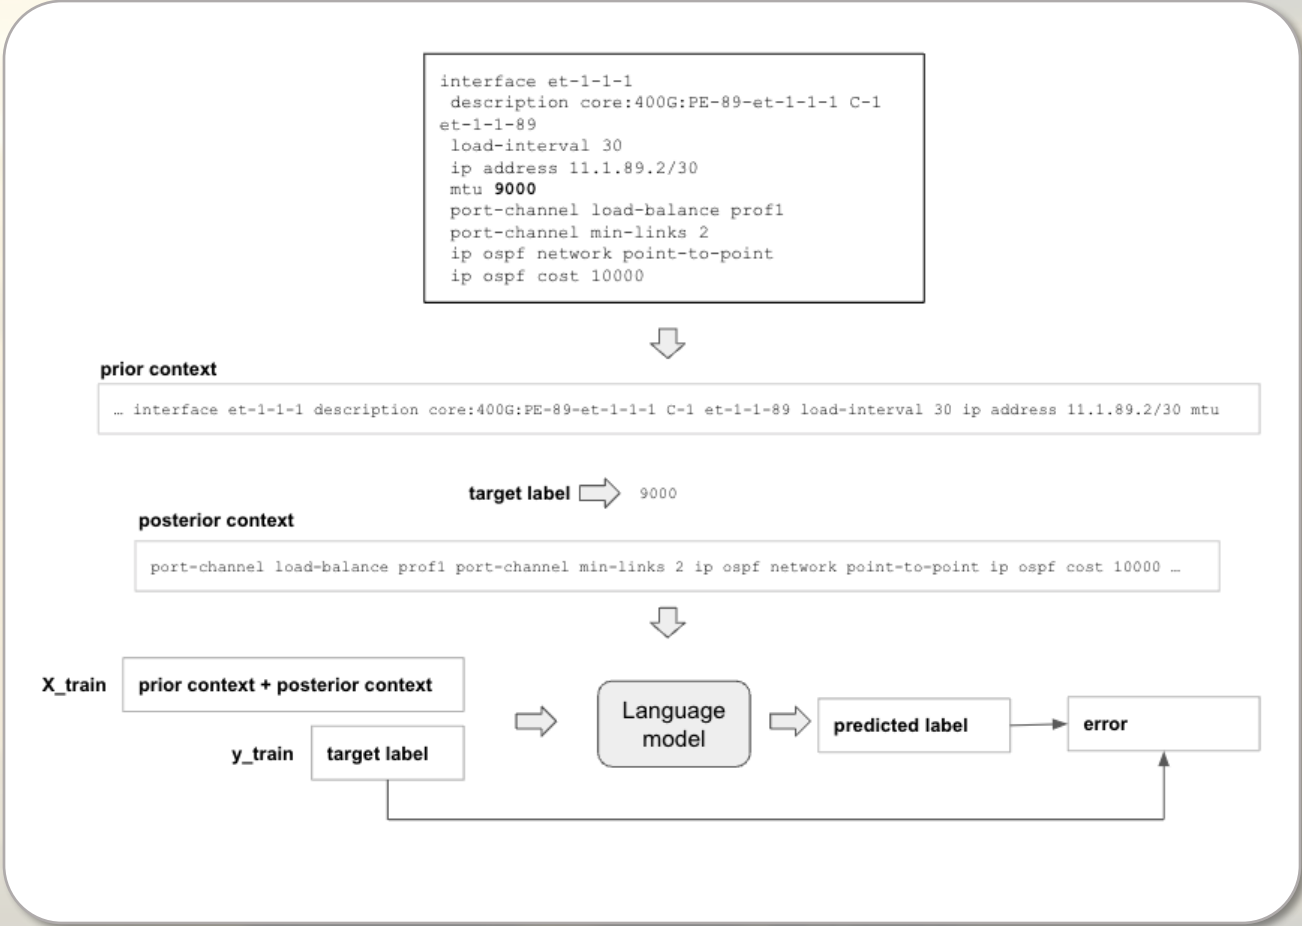 interface et-1-1-1
description core:400G:PE-89-et-1-1-1 C-1
et-1-1-89
load-interval 30
ip address 11.1.89.2/30
mtu 9000
port-channel load-balance prof1
port-channel min-links 2
ip ospf network point-to-point
ip ospf cost 10000
prior context
… interface et-1-1-1 description core:400G:PE-89-et-1-1-1 C-1 et-1-1-89 load-interval 30 ip address 11.1.89.2/30 mtu
target label 9000
posterior context
port-channel load-balance prof1 port-channel min-links 2 ip ospf network point-to-point ip ospf cost 10000 …
X_train prior context + posterior context
y_train target label
Language
model
predicted label
error